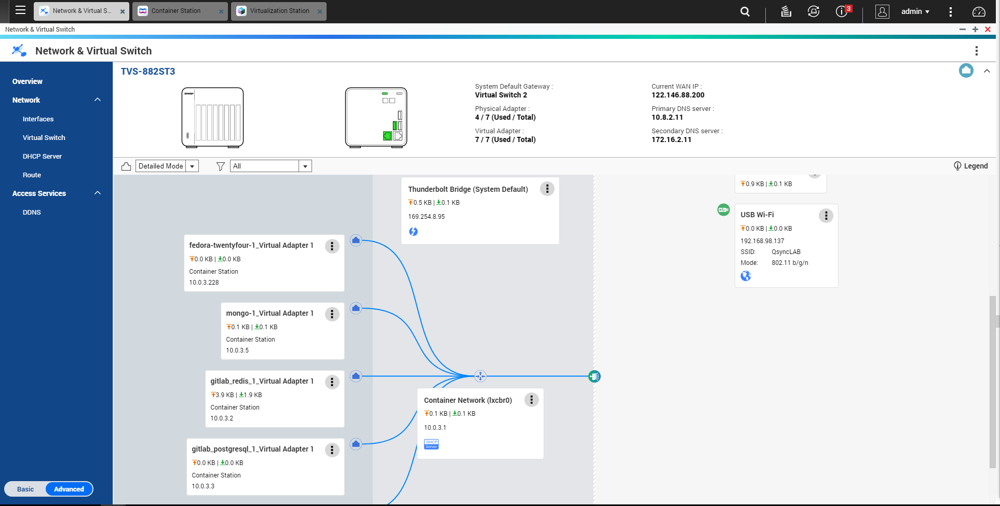 Network & Virtual S...
Container Station
Virtualization Station
3
admin
Network & Virtual Switch
Network & Virtual Switch
Overview
Network
Interfaces
Virtual Switch
DHCP Server
Route
Access Services
DDNS
Basic
Advanced
TVS-882ST3
QNAP
System Default Gateway :
Virtual Switch 2
Physical Adapter :
4 / 7 (Used / Total)
Virtual Adapter :
7 / 7 (Used / Total)
Current WAN IP :
122.146.88.200
Primary DNS server :
10.8.2.11
Secondary DNS server :
172.16.2.11
Detailed Mode
All
Legend
Thunderbolt Bridge (System Default)
0.5 KB | 0.1 KB
169.254.8.95
fedora-twentyfour-1_Virtual Adapter 1
0.0 KB | 0.0 KB
Container Station
10.0.3.228
mongo-1_Virtual Adapter 1
0.1 KB | 0.1 KB
Container Station
10.0.3.5
gitlab_redis_1_Virtual Adapter 1
3.9 KB | 1.9 KB
Container Station
10.0.3.2
gitlab_postgresql_1_Virtual Adapter 1
0.0 KB | 0.0 KB
Container Station
10.0.3.3
Container Network (lxcbr0)
0.1 KB | 0.1 KB
10.0.3.1
DHCP
Server
0.9 KB | 0.1 KB
USB Wi-Fi
0.0 KB | 0.0 KB
192.168.98.137
SSID: QsyncLAB
Mode: 802.11 b/g/n